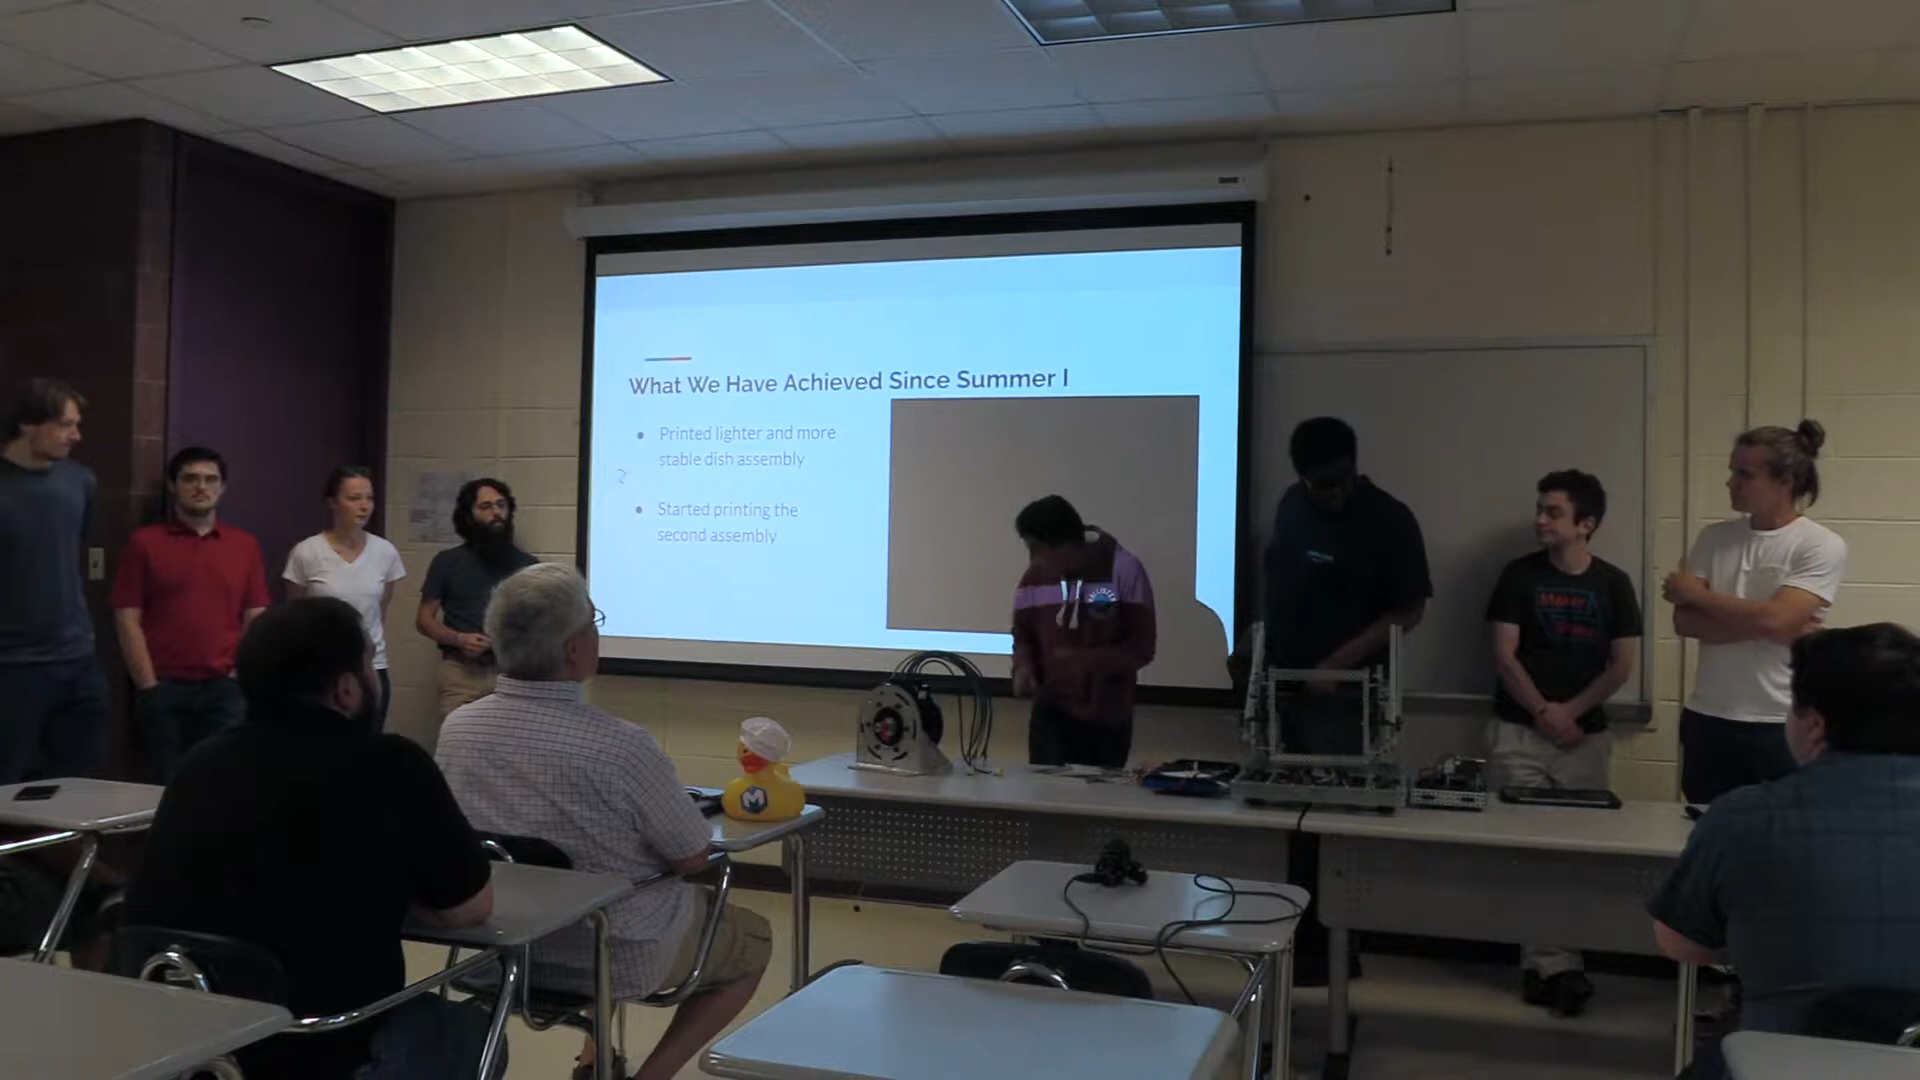 What We Have Achieved Since Summer I
• Printed lighter and more
stable dish assembly
• Started printing the
second assembly
M